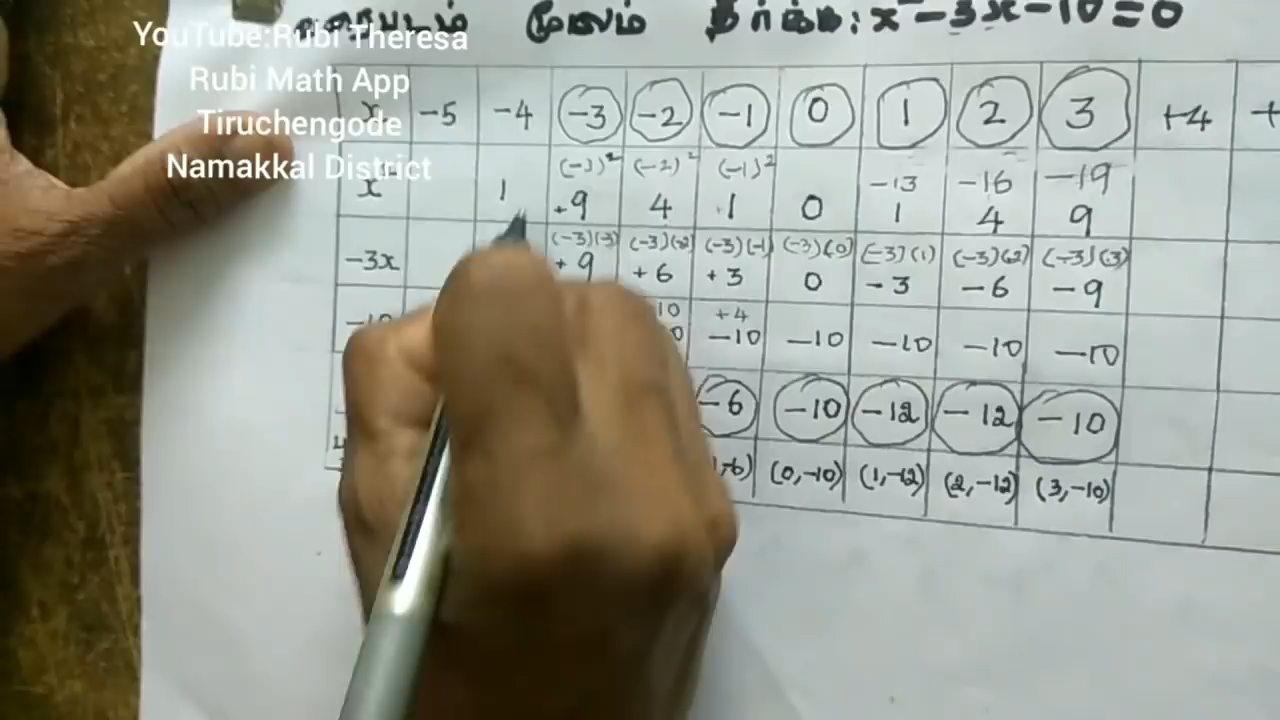 YouTube:Rubi Theresa
Rubi Math App
Tiruchengode
Namakkal District
மூலம் தீர்க்க: x² - 3x - 10 = 0
x -5 -4 -3 -2 -1 0 1 2 3 +4 +
(-3)² (-2)² (-1)² -13 -16 -19
x² 1 +9 4 +1 0 1 4 9
(-3)(-3) (-3)(-2) (-3)(-1) (-3)(0) (-3)(1) (-3)(2) (-3)(3)
-3x +9 +6 +3 0 -3 -6 -9
10 +4
-10 0 -10 -10 -10 -10 -10
-6 -10 -12 -12 -10
,-6) (0,-10) (1,-12) (2,-12) (3,-10)